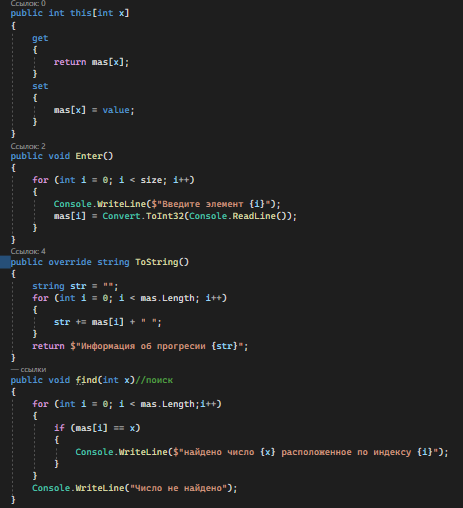 Ссылок: 0
public int this[int x]
{
get
{
return mas[x];
}
set
{
mas[x] = value;
}
}
Ссылок: 2
public void Enter()
{
for (int i = 0; i < size; i++)
{
Console.WriteLine($"Введите элемент {i}");
mas[i] = Convert.ToInt32(Console.ReadLine());
}
}
Ссылок: 4
public override string ToString()
{
string str = "";
for (int i = 0; i < mas.Length; i++)
{
str += mas[i] + " ";
}
return $"Информация об прогресии {str}";
}
— ссылки
public void find(int x)//поиск
{
for (int i = 0; i < mas.Length;i++)
{
if (mas[i] == x)
{
Console.WriteLine($"найдено число {x} расположенное по индексу {i}");
}
}
Console.WriteLine("Число не найдено");
}